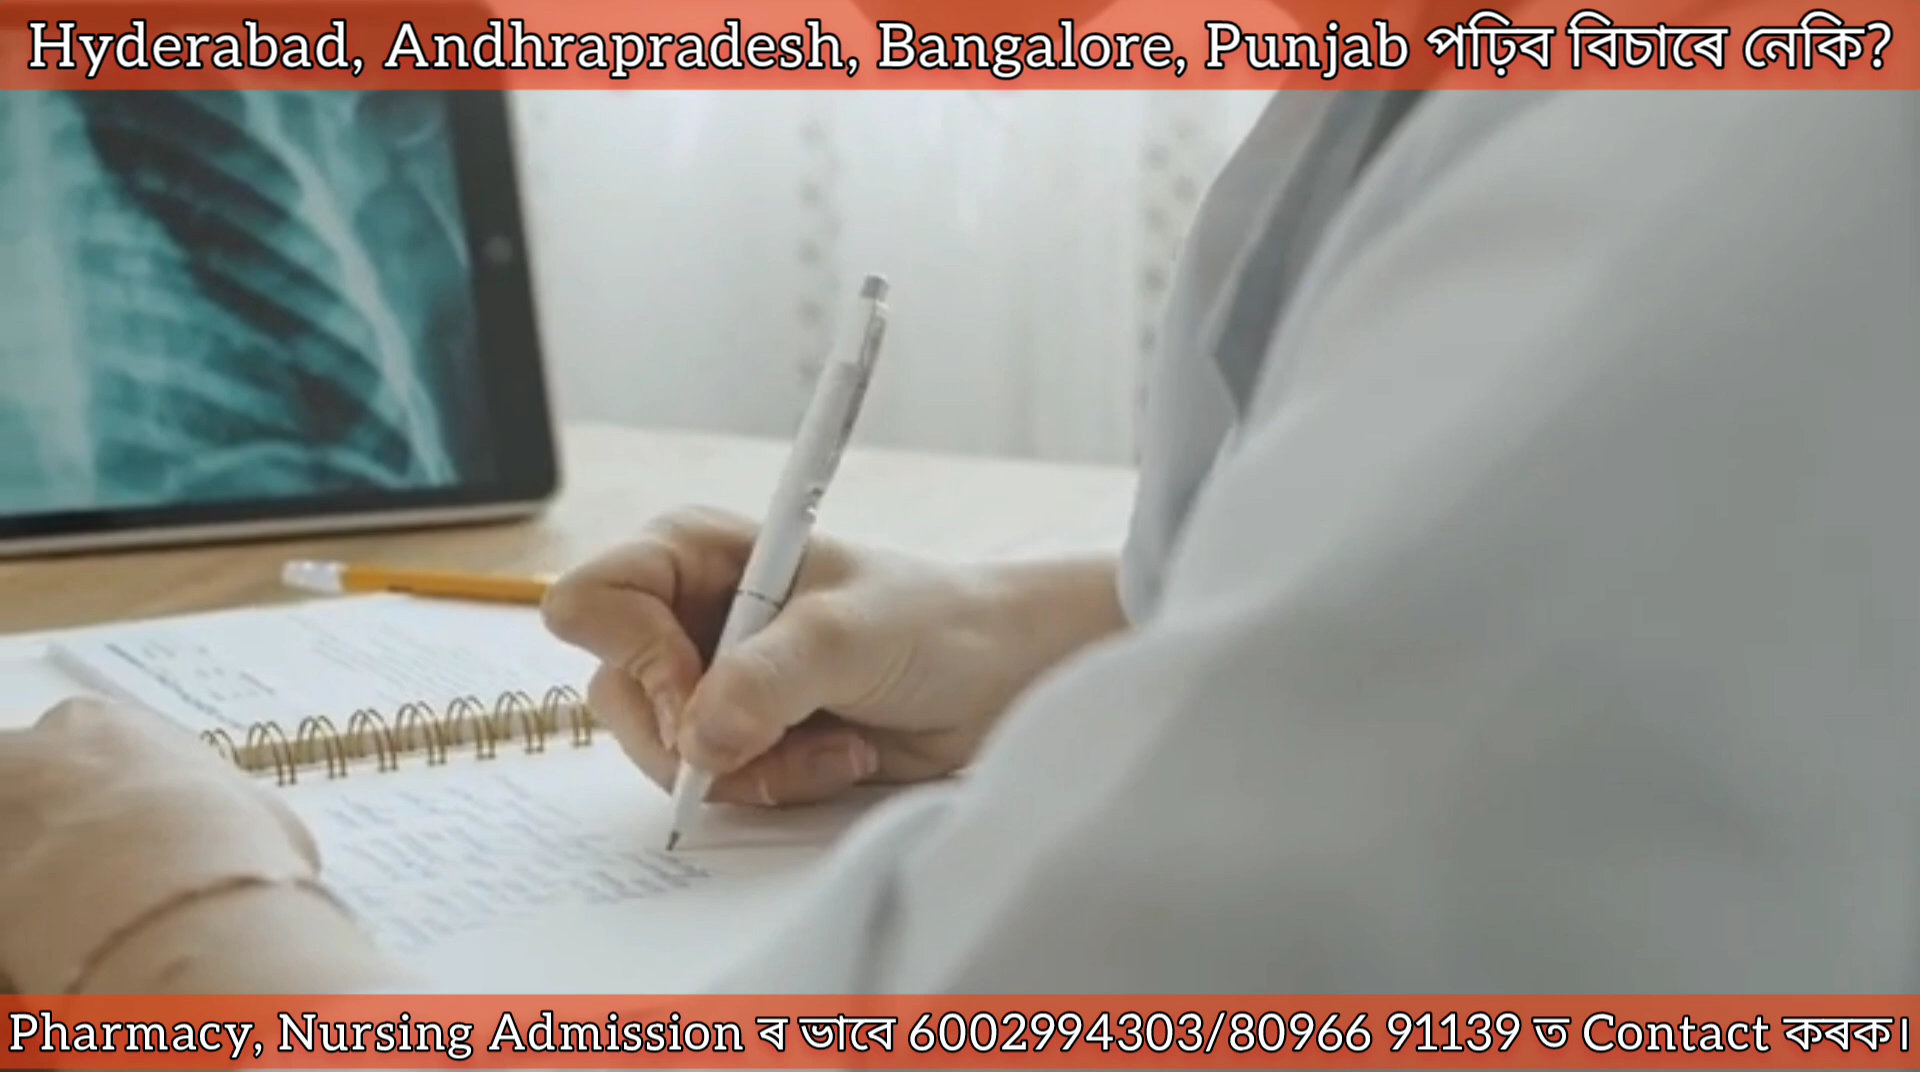 Hyderabad, Andhrapradesh, Bangalore, Punjab পঢ়িব বিচাৰে নেকি?
Pharmacy, Nursing Admission ৰ ভাবে 6002994303/80966 91139 ত Contact কৰক।